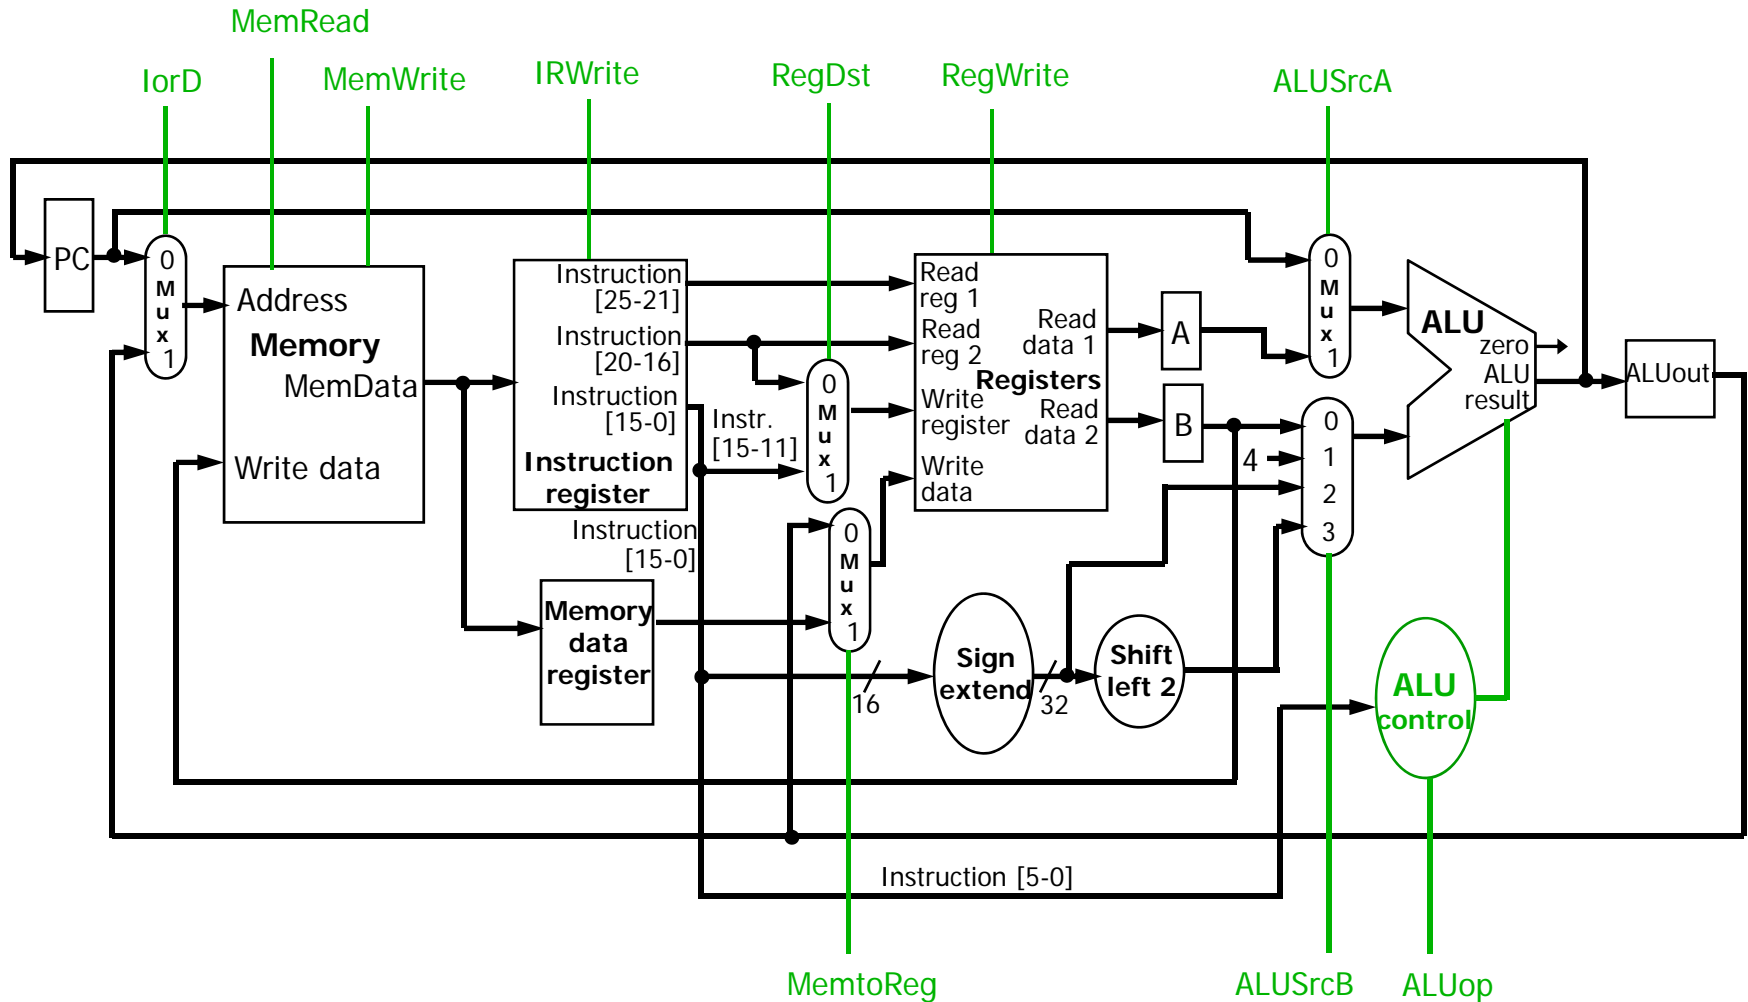 MemRead
IorD
MemWrite
IRWrite
RegDst
RegWrite
ALUSrcA
PC
0
M
u
x
1
Address
Memory
MemData
Write data
Instruction
[25-21]
Instruction
[20-16]
Instruction
[15-0]
Instruction
register
Instr.
[15-11]
0
M
u
x
1
Read
reg 1
Read
reg 2
Registers
Write
register
Write
data
Read
data 1
Read
data 2
A
B
0
M
u
x
1
4
0
1
2
3
ALU
zero
ALU
result
ALUout
Instruction
[15-0]
Memory
data
register
0
M
u
x
1
16
Sign
extend
32
Shift
left 2
ALU
control
Instruction [5-0]
MemtoReg
ALUSrcB
ALUop